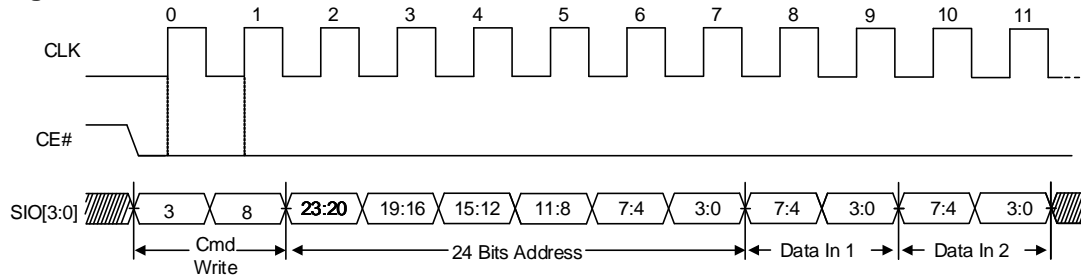 0 1 2 3 4 5 6 7 8 9 10 11
CLK
CE#
SIO[3:0] 3 8 23:20 19:16 15:12 11:8 7:4 3:0 7:4 3:0 7:4 3:0
Cmd 24 Bits Address Data In 1 Data In 2
Write